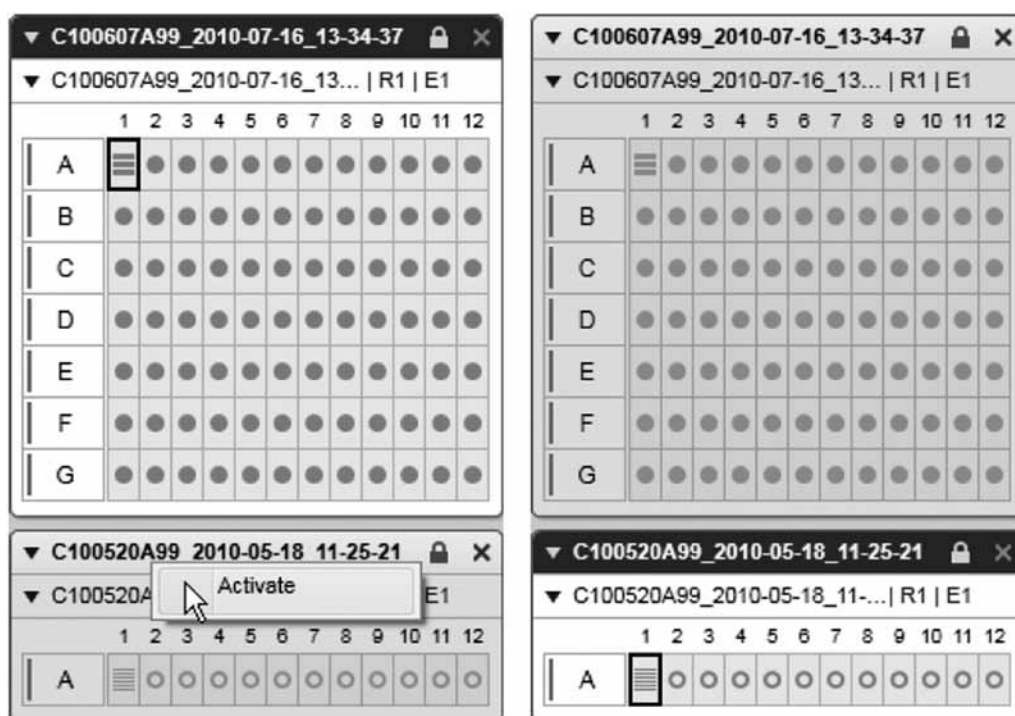 C100607A99_2010-07-16_13-34-37
C100607A99_2010-07-16_13... | R1 | E1
1 2 3 4 5 6 7 8 9 10 11 12
A
B
C
D
E
F
G
C100520A99_2010-05-18_11-25-21
C100520A E1
Activate
1 2 3 4 5 6 7 8 9 10 11 12
A
C100607A99_2010-07-16_13-34-37
C100607A99_2010-07-16_13... | R1 | E1
1 2 3 4 5 6 7 8 9 10 11 12
A
B
C
D
E
F
G
C100520A99_2010-05-18_11-25-21
C100520A99_2010-05-18_11-...| R1 | E1
1 2 3 4 5 6 7 8 9 10 11 12
A